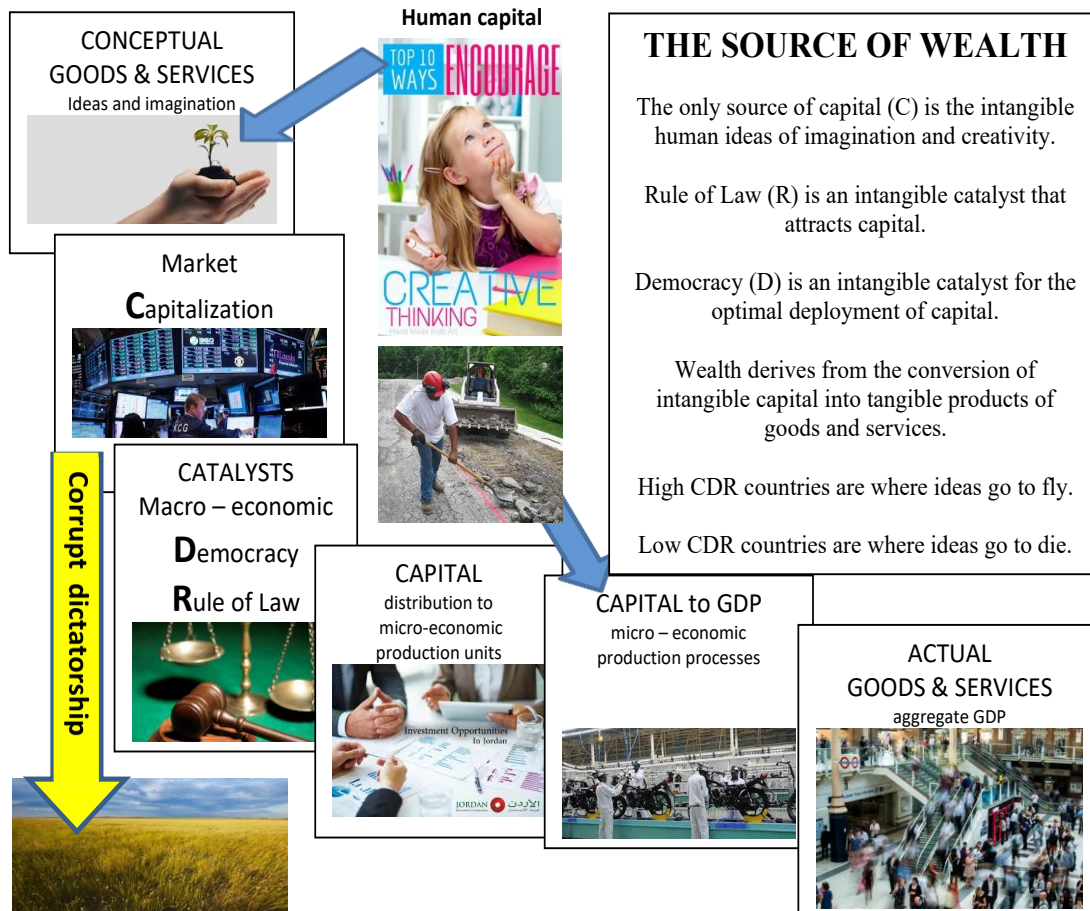 Human capital
CONCEPTUAL
GOODS & SERVICES
Ideas and imagination
TOP 10
WAYS
ENCOURAGE
CREATIVE
THINKING
Hand Made Kids Art
THE SOURCE OF WEALTH
The only source of capital (C) is the intangible
human ideas of imagination and creativity.
Rule of Law (R) is an intangible catalyst that
attracts capital.
Democracy (D) is an intangible catalyst for the
optimal deployment of capital.
Wealth derives from the conversion of
intangible capital into tangible products of
goods and services.
High CDR countries are where ideas go to fly.
Low CDR countries are where ideas go to die.
Market
Capitalization
KCG
Corrupt dictatorship
CATALYSTS
Macro – economic
Democracy
Rule of Law
CAPITAL
distribution to
micro-economic
production units
Investment Opportunities
In Jordan
JORDAN
الأردن
CAPITAL to GDP
micro – economic
production processes
ACTUAL
GOODS & SERVICES
aggregate GDP